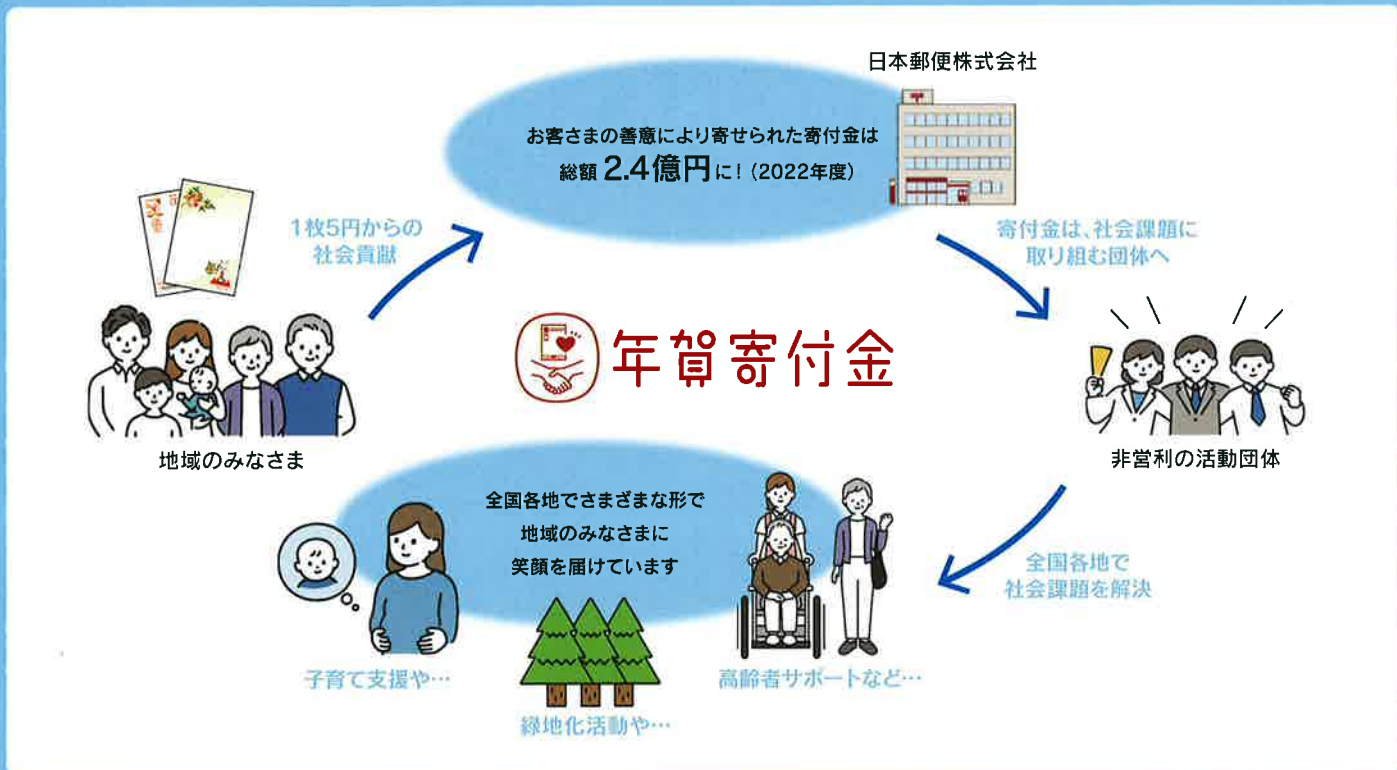 日本郵便株式会社
お客さまの善意により寄せられた寄付金は
総額 2.4億円に!(2022年度)
1枚5円からの
社会貢献
寄付金は、社会課題に
取り組む団体へ
年賀寄付金
地域のみなさま
非営利の活動団体
全国各地でさまざまな形で
地域のみなさまに
笑顔を届けています
全国各地で
社会課題を解決
子育て支援や…
高齢者サポートなど…
緑地化活動や…